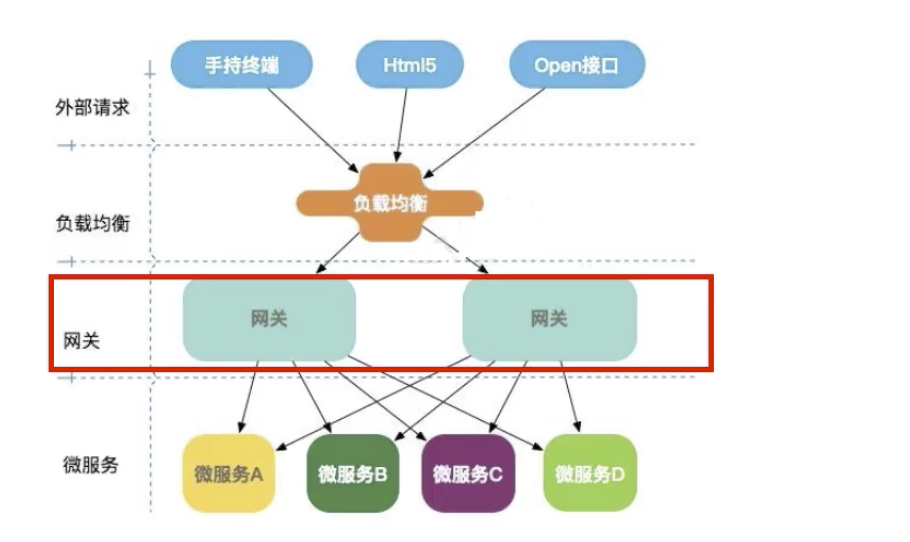 手持终端
Html5
Open接口
外部请求
负载均衡
负载均衡
网关
网关
网关
微服务
微服务A
微服务B
微服务C
微服务D